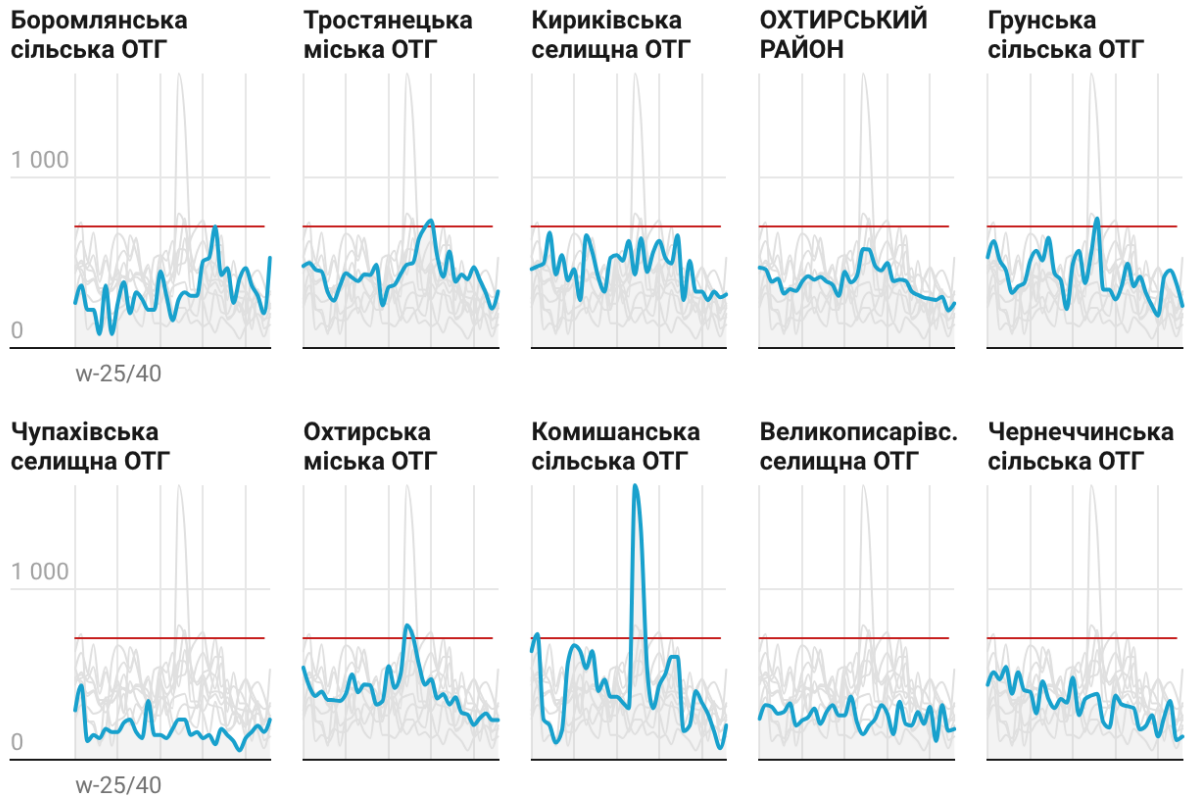 Боромлянська
сільська ОТГ
Тростянецька
міська ОТГ
Кириківська
селищна ОТГ
ОХТИРСЬКИЙ
РАЙОН
Грунська
сільська ОТГ
1 000
0
w-25/40
Чупахівська
селищна ОТГ
Охтирська
міська ОТГ
Комишанська
сільська ОТГ
Великописарівс.
селищна ОТГ
Чернеччинська
сільська ОТГ
1 000
0
w-25/40